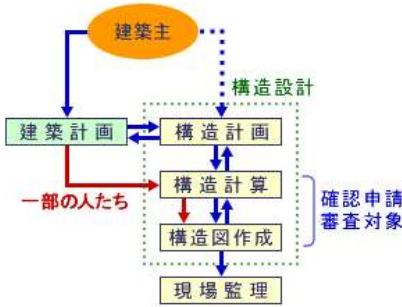 建築主
構造設計
建築計画
構造計画
一部の人たち
構造計算
確認申請
審査対象
構造図作成
現場監理